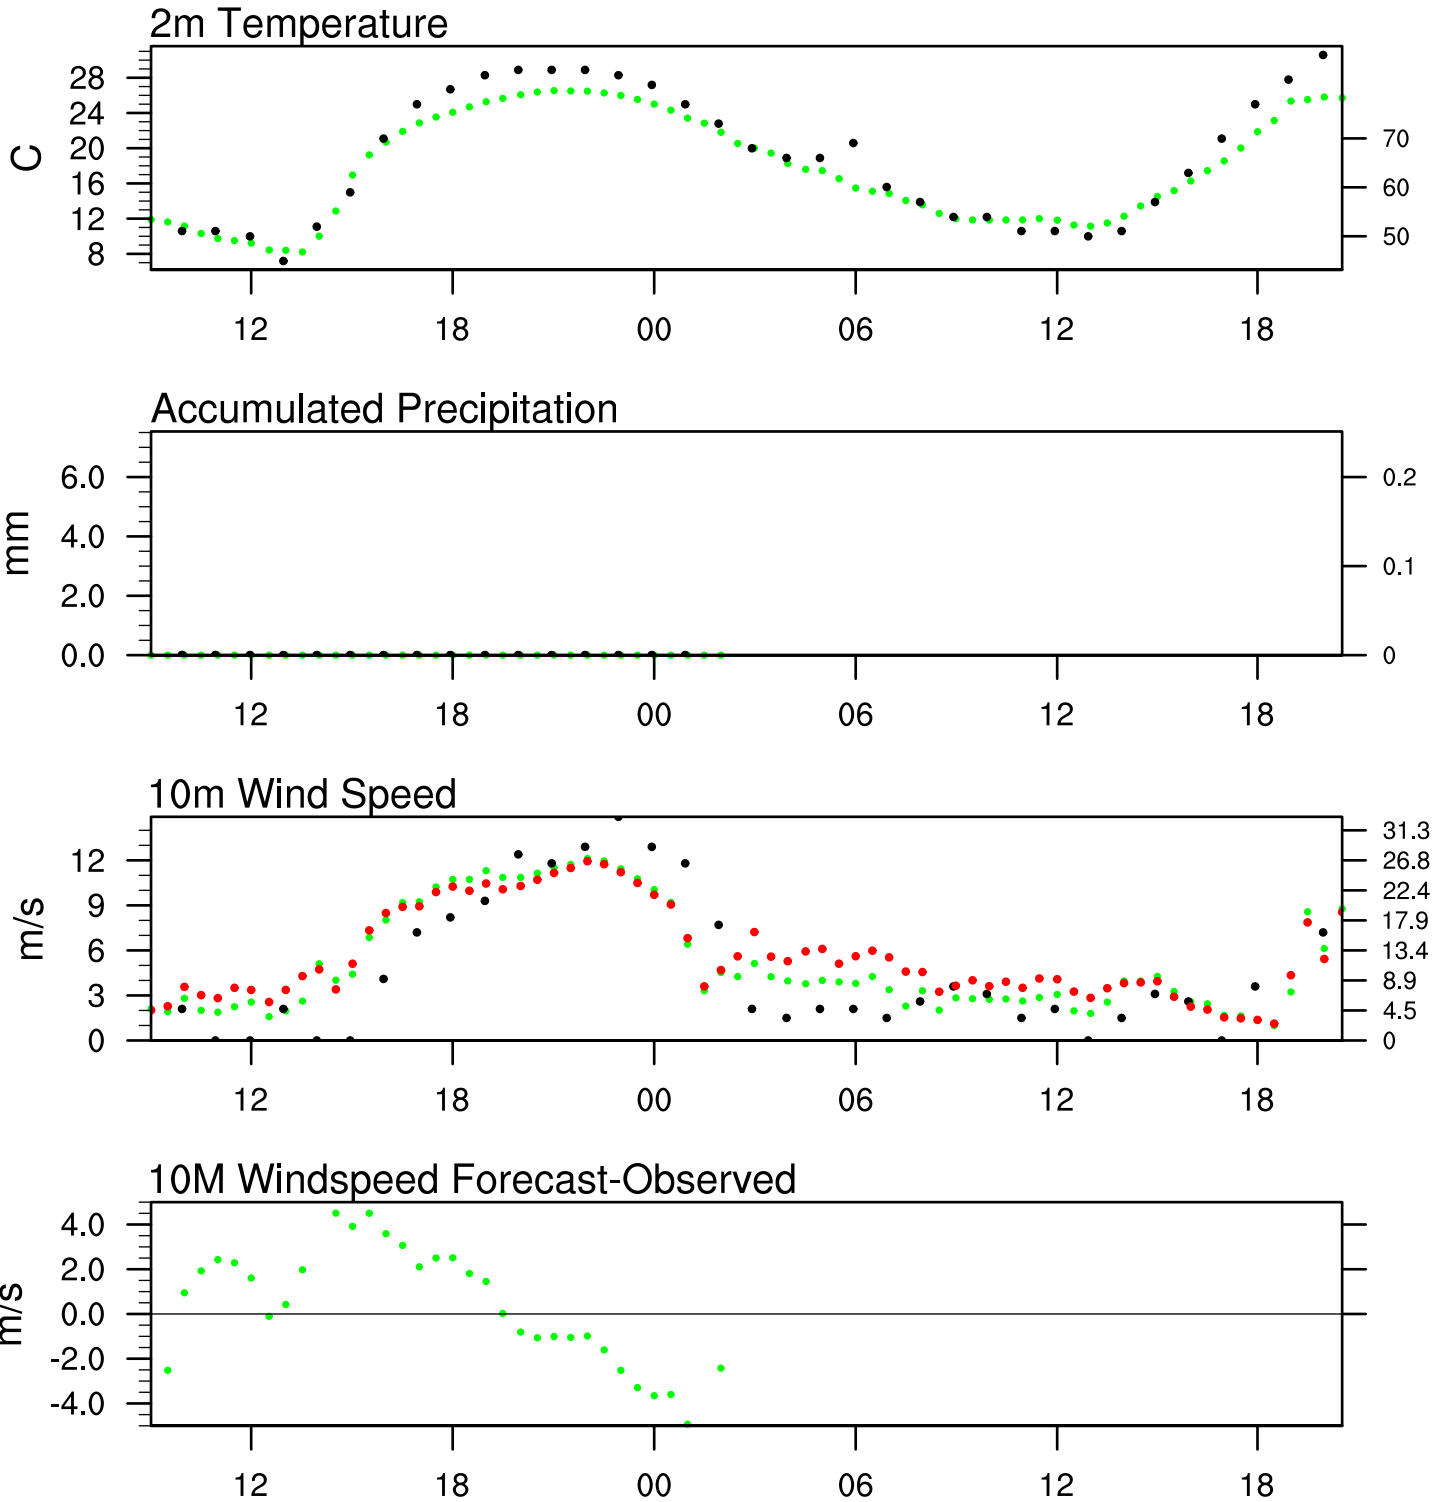 2m Temperature
28
24
20
16
12
8
C
70
60
50
12 18 00 06 12 18
Accumulated Precipitation
6.0
4.0
2.0
0.0
mm
0.2
0.1
0
12 18 00 06 12 18
10m Wind Speed
12
9
6
3
0
m/s
31.3
26.8
22.4
17.9
13.4
8.9
4.5
0
12 18 00 06 12 18
10M Windspeed Forecast-Observed
4.0
2.0
0.0
-2.0
-4.0
m/s
12 18 00 06 12 18